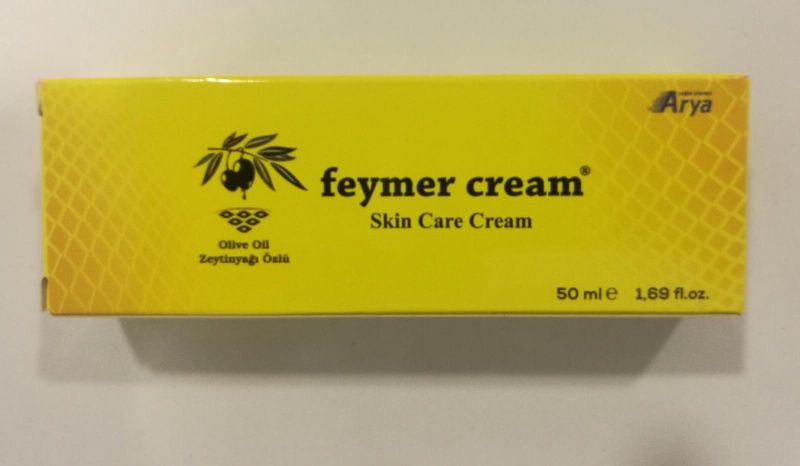 Arya
feymer cream®
Skin Care Cream
Olive Oil
Zeytinyağı Özlü
50 ml ℮ 1,69 fl.oz.